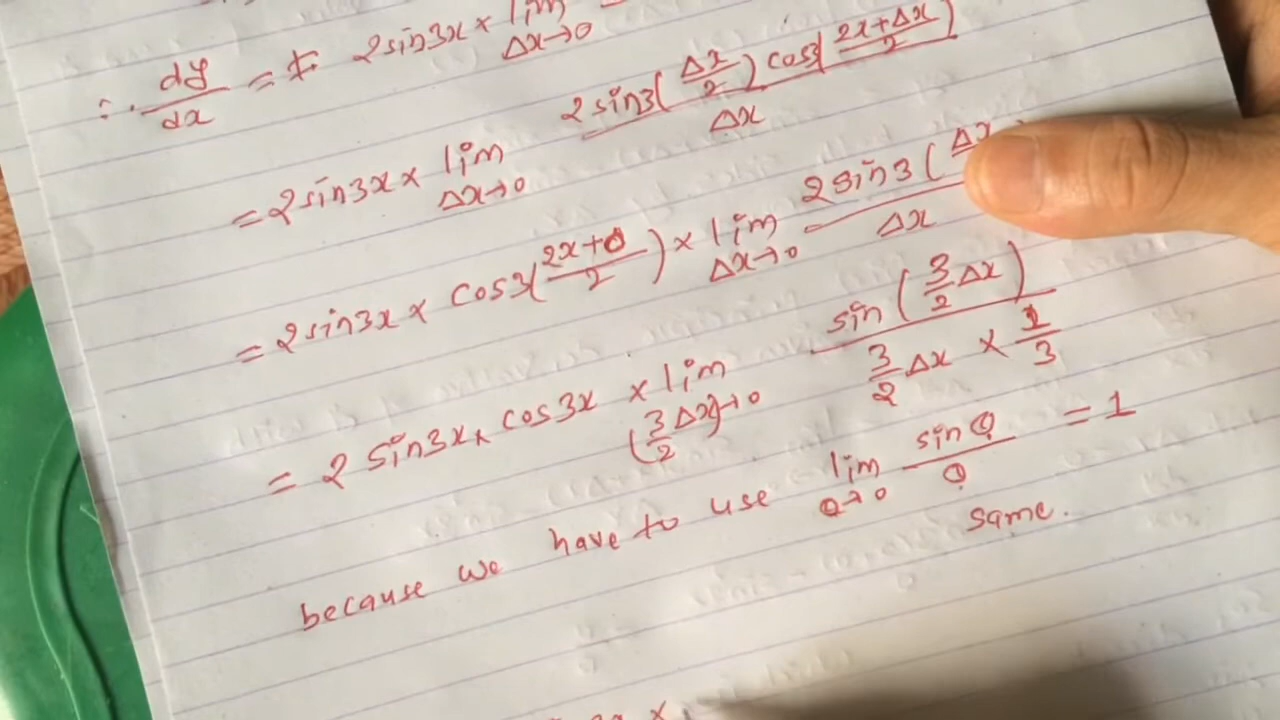 ∴ dy/dx = 2sin3x × lim Δx→0
= 2sin3x × lim Δx→0 2sin3(Δx/2) cos3(2x+Δx/2) / Δx
= 2sin3x × cos3(2x+0/2) × lim Δx→0 2sin3(Δx / Δx
= 2 sin3x × cos3x × lim (3/2 Δx)→0 sin(3/2 Δx) / 3/2 Δx × 1/3
because we have to use lim θ→0 sinθ/θ = 1
same.